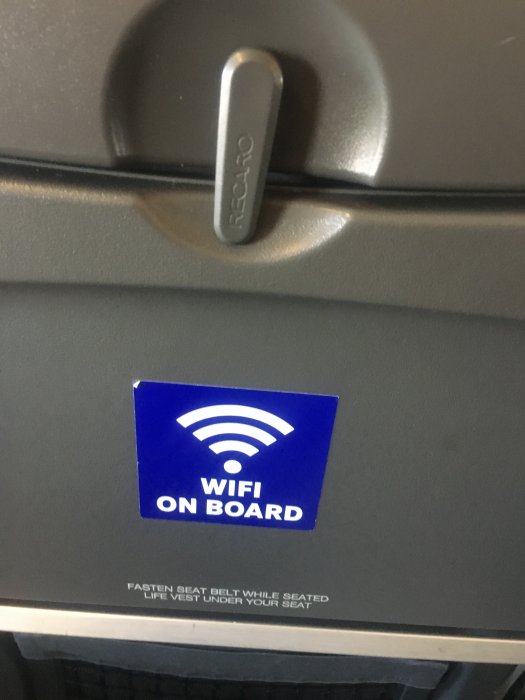 RECARO
WIFI
ON BOARD
FASTEN SEAT BELT WHILE SEATED
LIFE VEST UNDER YOUR SEAT